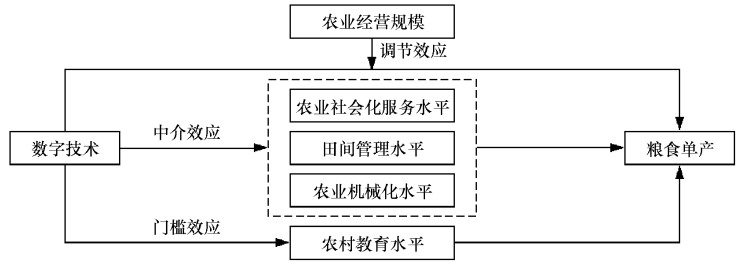 农业经营规模
调节效应
农业社会化服务水平
中介效应
数字技术
田间管理水平
粮食单产
农业机械化水平
门槛效应
农村教育水平